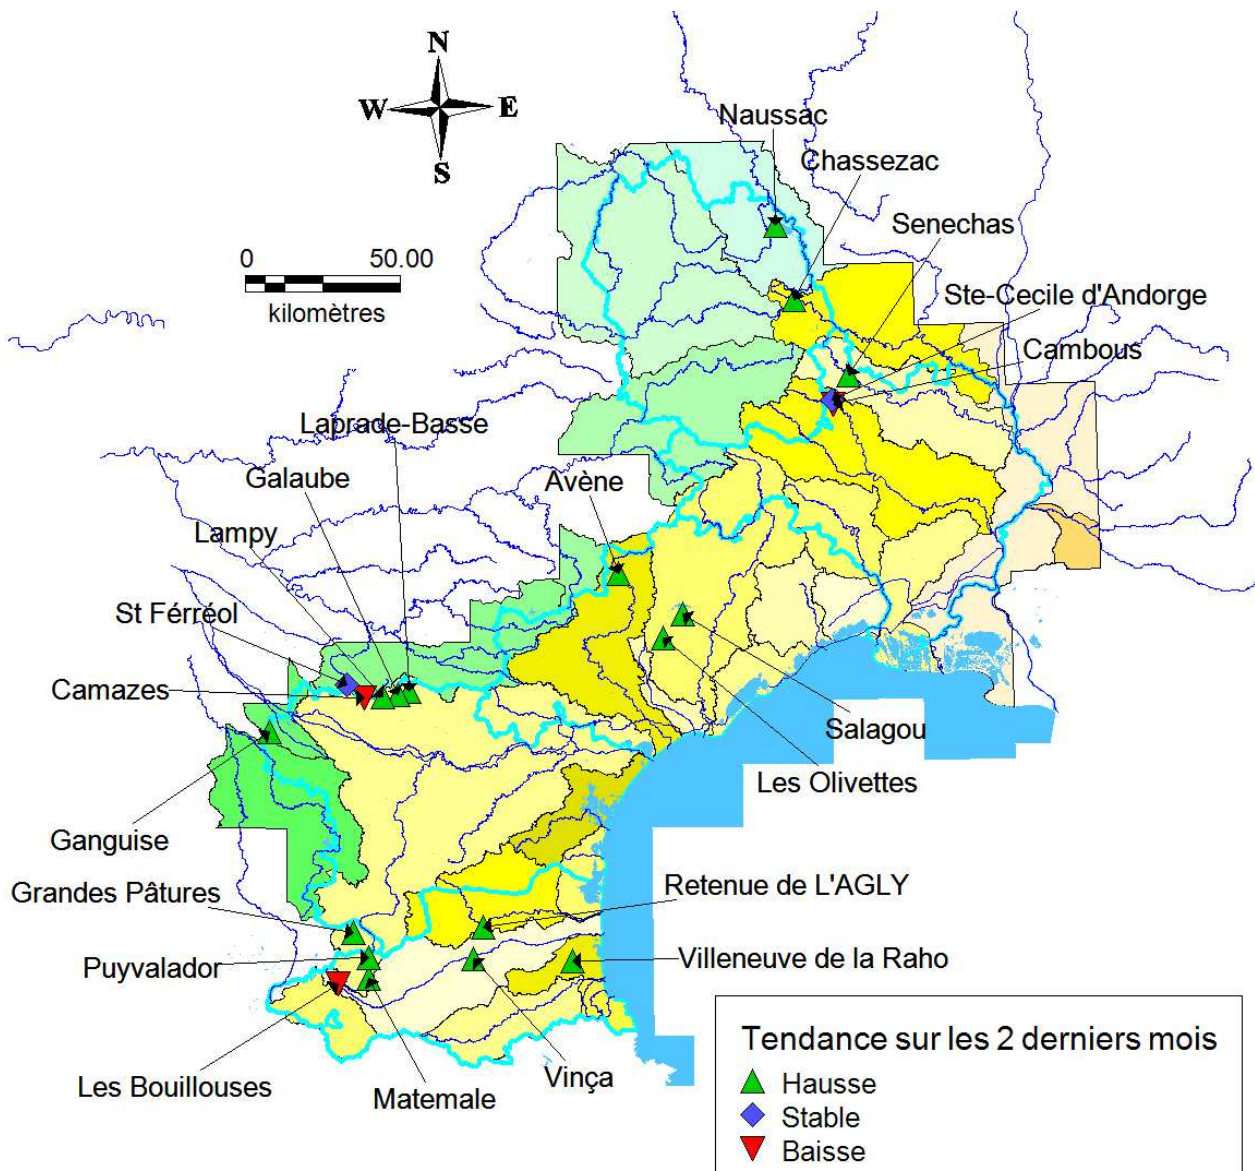 N
W E
S
Naussac
Chassezac
Senechas
0 50.00
kilomètres
Ste-Cecile d'Andorge
Cambous
Laprade-Basse
Galaube
Avène
Lampy
St Férréol
Camazes
Salagou
Les Olivettes
Ganguise
Grandes Pâtures
Retenue de L'AGLY
Puyvalador
Villeneuve de la Raho
Les Bouillouses
Matemale
Vinça
Tendance sur les 2 derniers mois
Hausse
Stable
Baisse